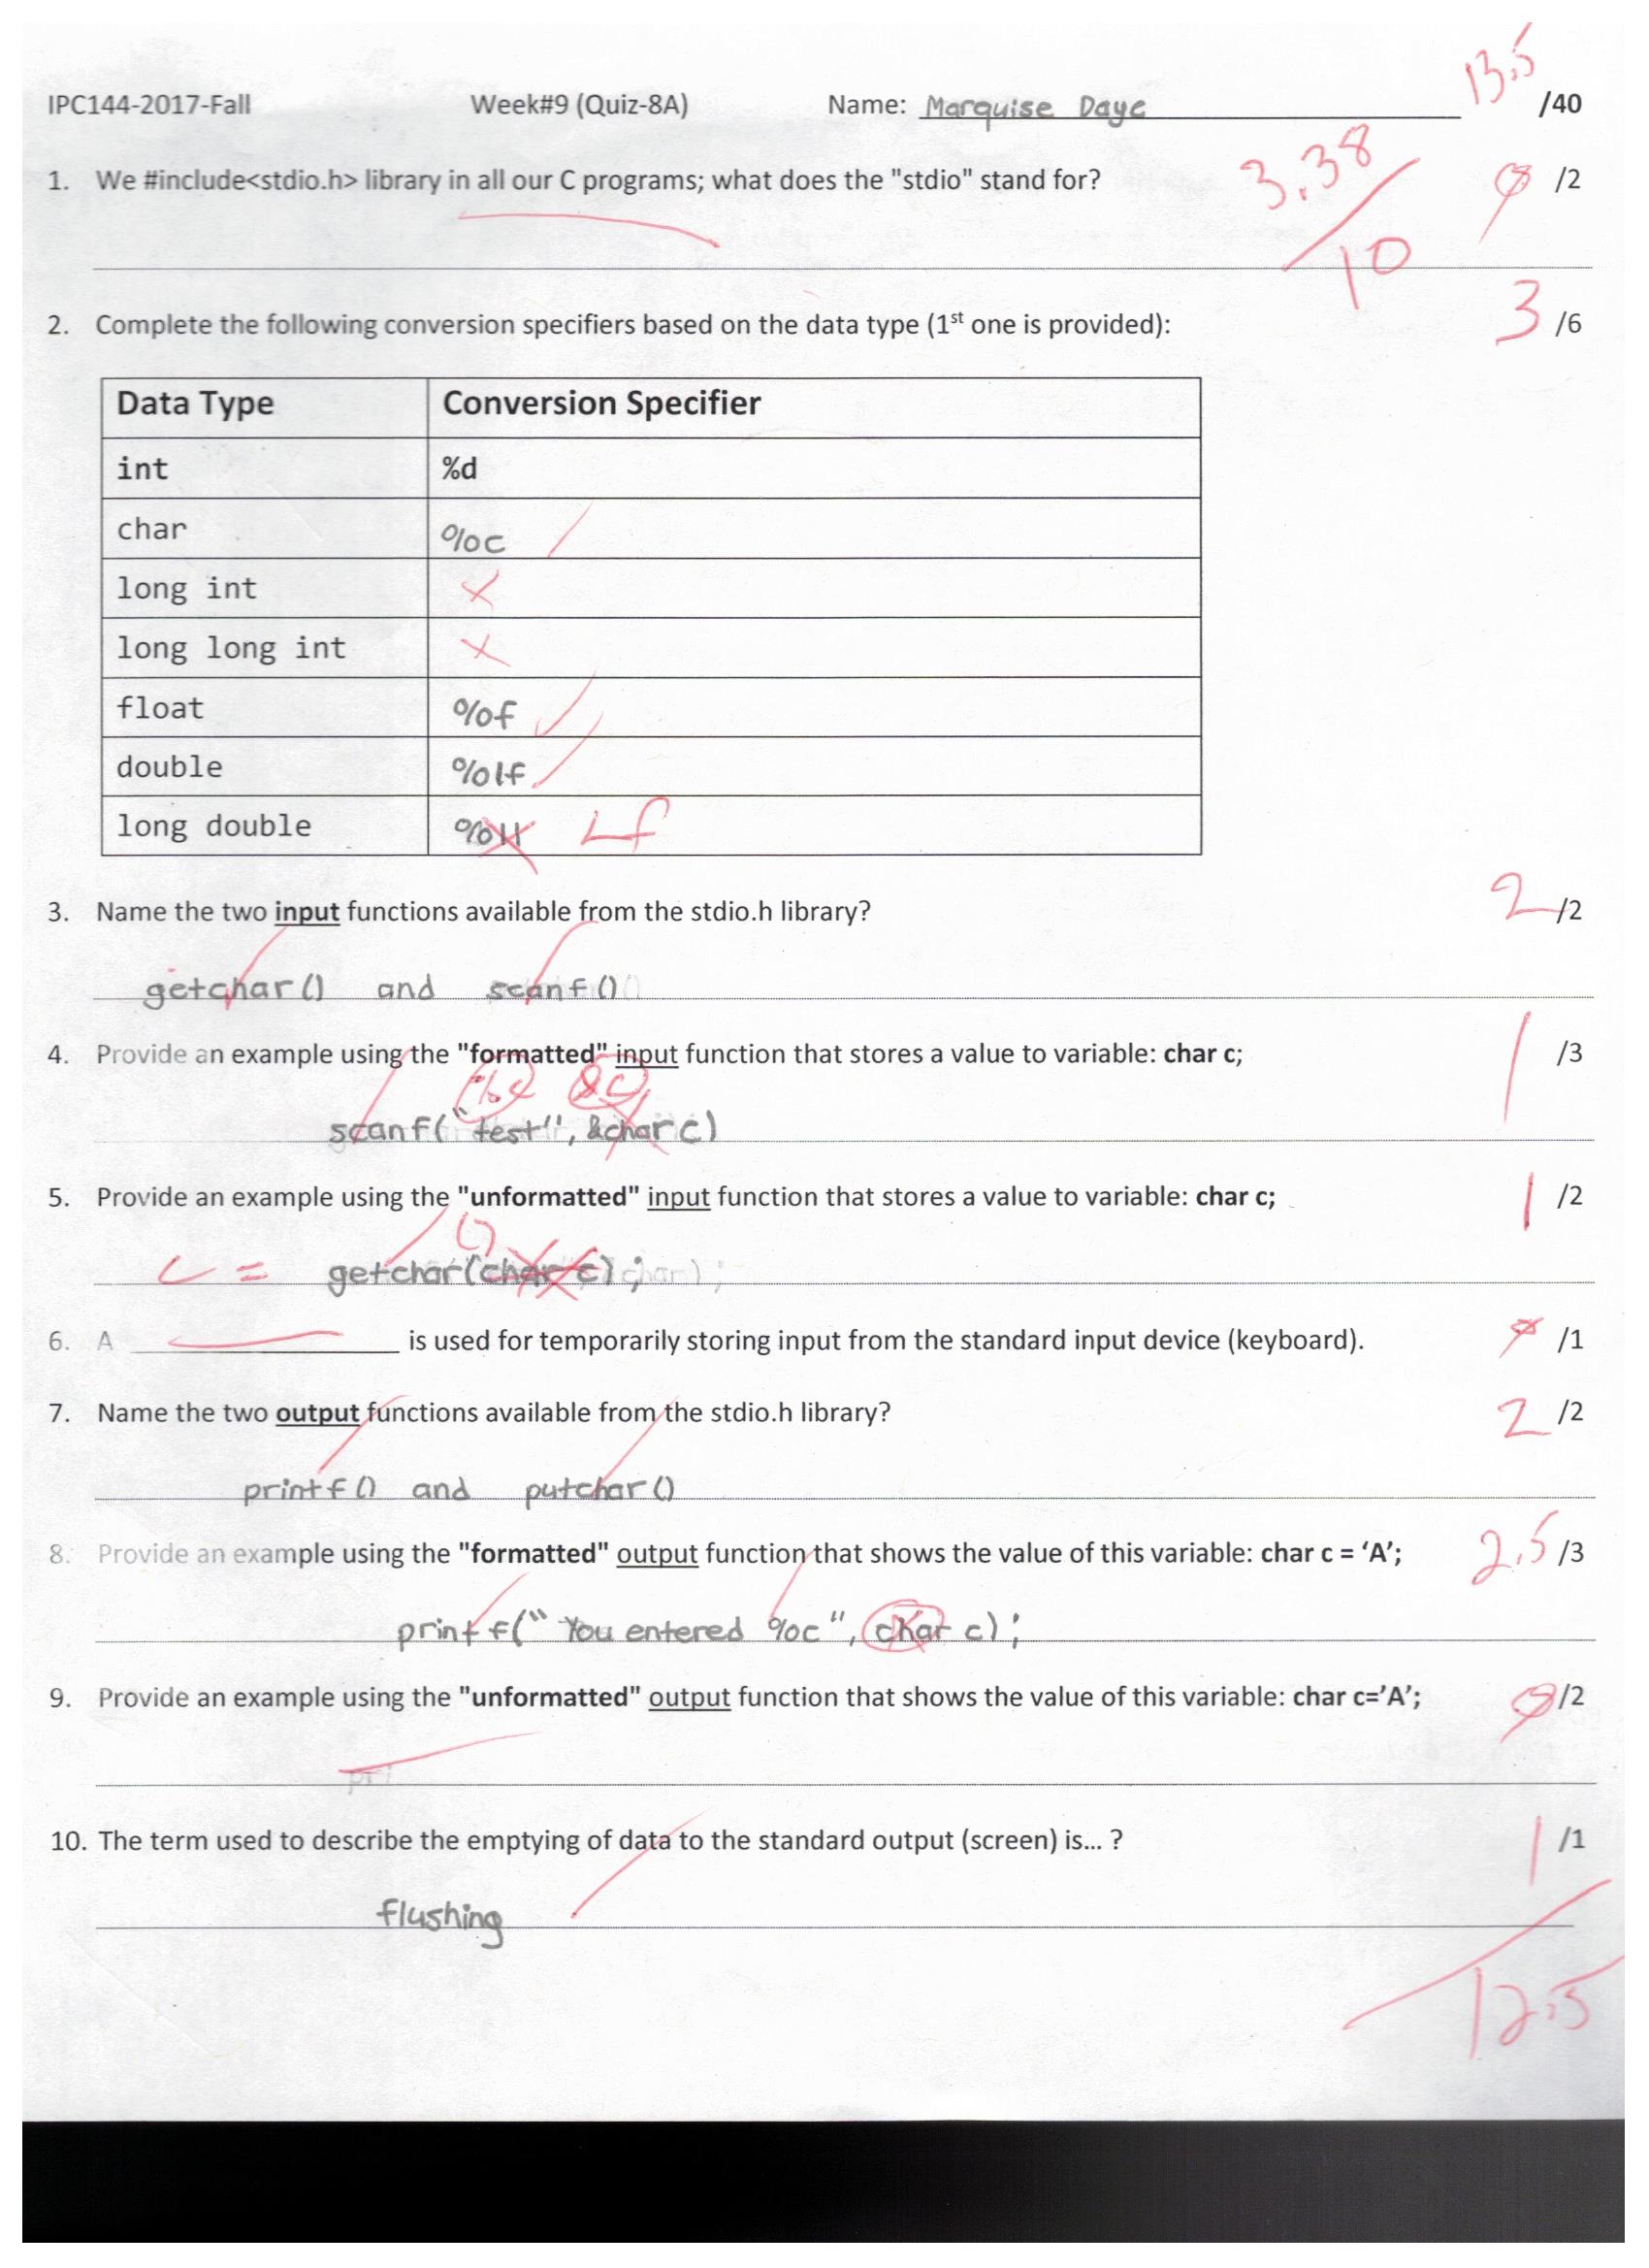 13.5
IPC144-2017-Fall Week#9 (Quiz-8A) Name: Marquise Daye /40
3.38/10
1. We #include<stdio.h> library in all our C programs; what does the "stdio" stand for? 0 /2
2. Complete the following conversion specifiers based on the data type (1st one is provided): 3 /6
Data Type Conversion Specifier
int %d
char %c
long int
long long int
float %f
double %lf
long double %ll Lf
3. Name the two input functions available from the stdio.h library? 2 /2
getchar() and scanf()
4. Provide an example using the "formatted" input function that stores a value to variable: char c; 1 /3
%c &c
scanf("test", &char c)
5. Provide an example using the "unformatted" input function that stores a value to variable: char c; 1 /2
()
c = getchar(char c);
6. A ____________ is used for temporarily storing input from the standard input device (keyboard). 0 /1
7. Name the two output functions available from the stdio.h library? 2 /2
printf() and putchar()
8. Provide an example using the "formatted" output function that shows the value of this variable: char c = ‘A’; 2.5 /3
printf("You entered %c", char c);
9. Provide an example using the "unformatted" output function that shows the value of this variable: char c=’A’; 0 /2
pri
10. The term used to describe the emptying of data to the standard output (screen) is... ? 1 /1
flushing
12.5